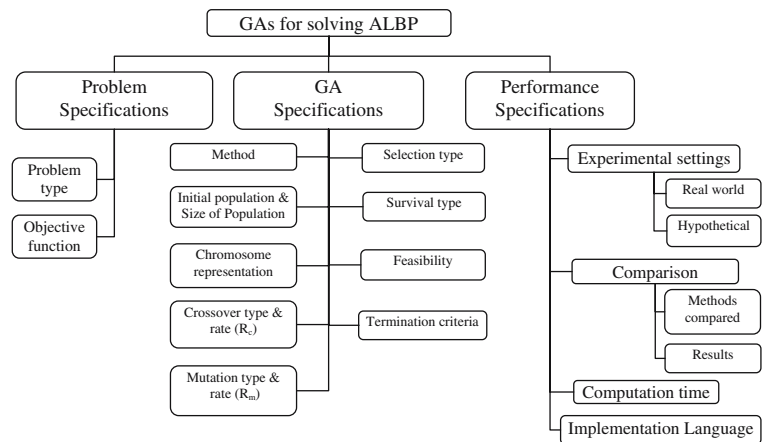 GAs for solving ALBP
Problem
Specifications
GA
Specifications
Performance
Specifications
Problem
type
Objective
function
Method
Initial population &
Size of Population
Chromosome
representation
Crossover type &
rate (Rc)
Mutation type &
rate (Rm)
Selection type
Survival type
Feasibility
Termination criteria
Experimental settings
Real world
Hypothetical
Comparison
Methods
compared
Results
Computation time
Implementation Language